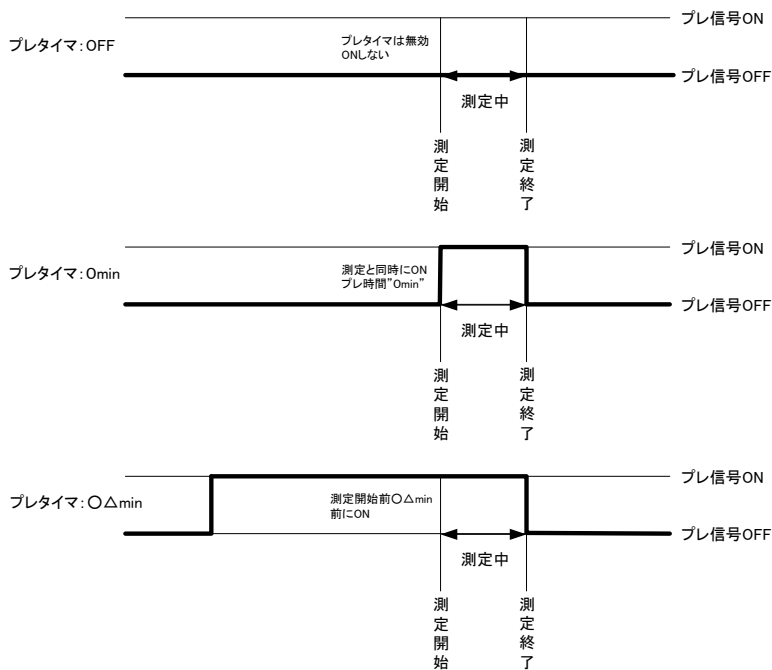 プレ信号ON
プレタイマ:OFF
プレタイマは無効
ONしない
プレ信号OFF
測定中
測定開始
測定終了
プレ信号ON
プレタイマ:0min
測定と同時にON
プレ時間"0min"
プレ信号OFF
測定中
測定開始
測定終了
プレ信号ON
プレタイマ:○△min
測定開始前○△min
前にON
プレ信号OFF
測定中
測定開始
測定終了